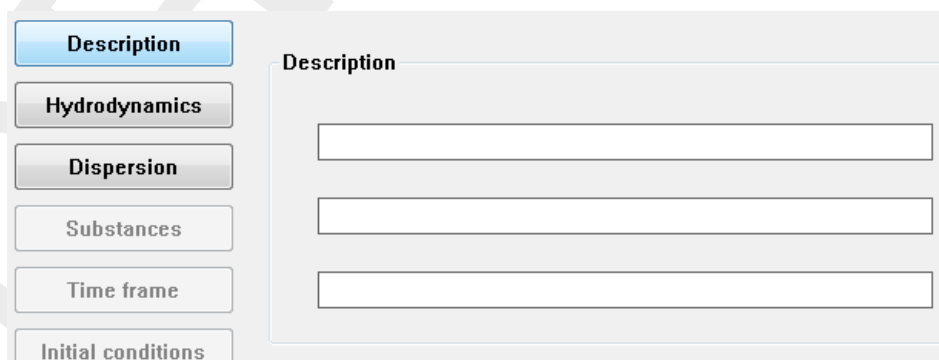 Description
Hydrodynamics
Dispersion
Substances
Time frame
Initial conditions
Description